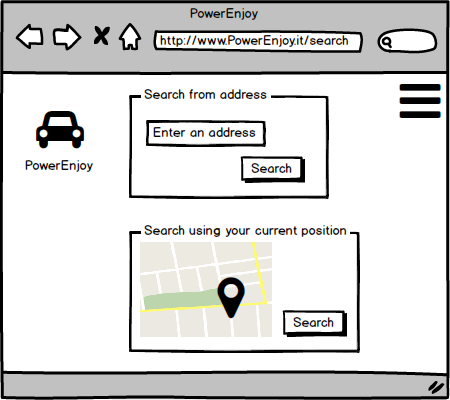 PowerEnjoy
http://www.PowerEnjoy.it/search
Search from address
Enter an address
Search
PowerEnjoy
Search using your current position
Search